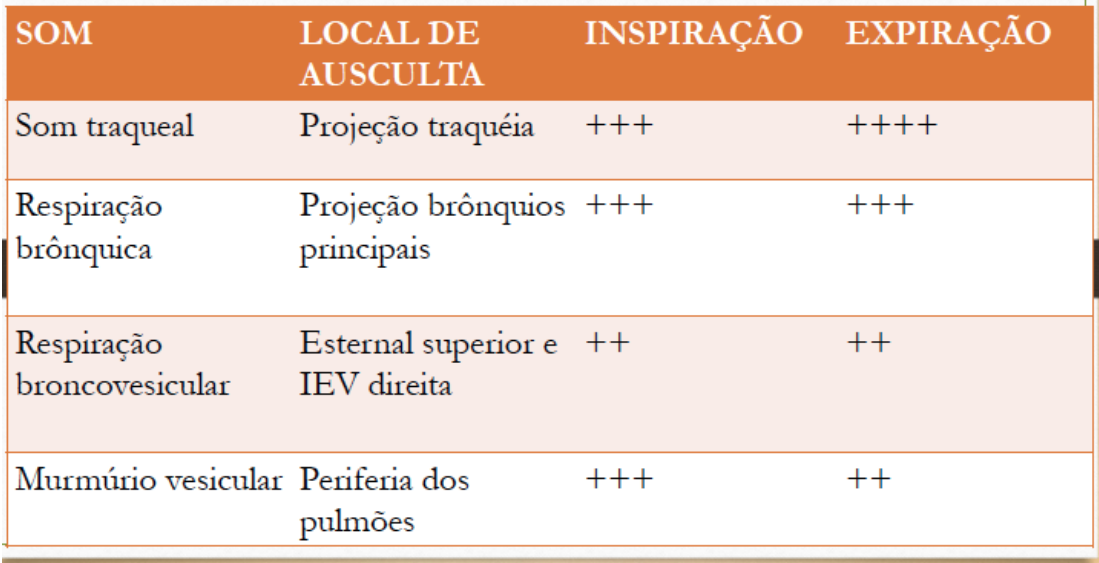 SOM LOCAL DE AUSCULTA INSPIRAÇÃO EXPIRAÇÃO
Som traqueal Projeção traquéia +++ ++++
Respiração brônquica Projeção brônquios principais +++ +++
Respiração broncovesicular Esternal superior e IEV direita ++ ++
Murmúrio vesicular Periferia dos pulmões +++ ++